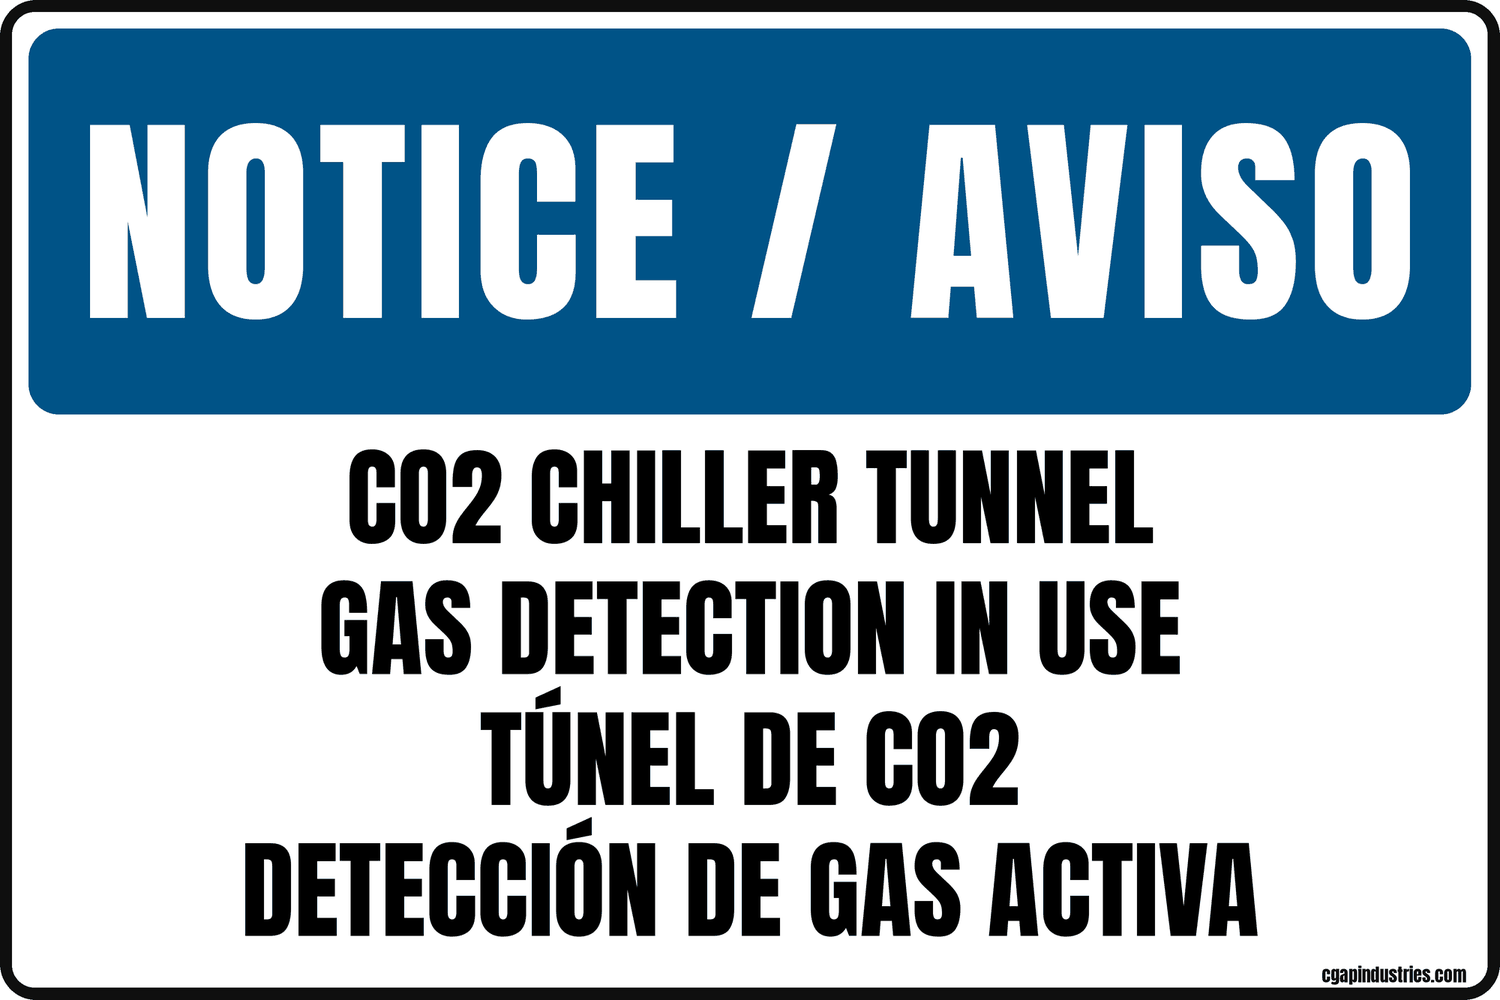 NOTICE / AVISO
CO2 CHILLER TUNNEL
GAS DETECTION IN USE
TÚNEL DE CO2
DETECCIÓN DE GAS ACTIVA
cgapindustries.com